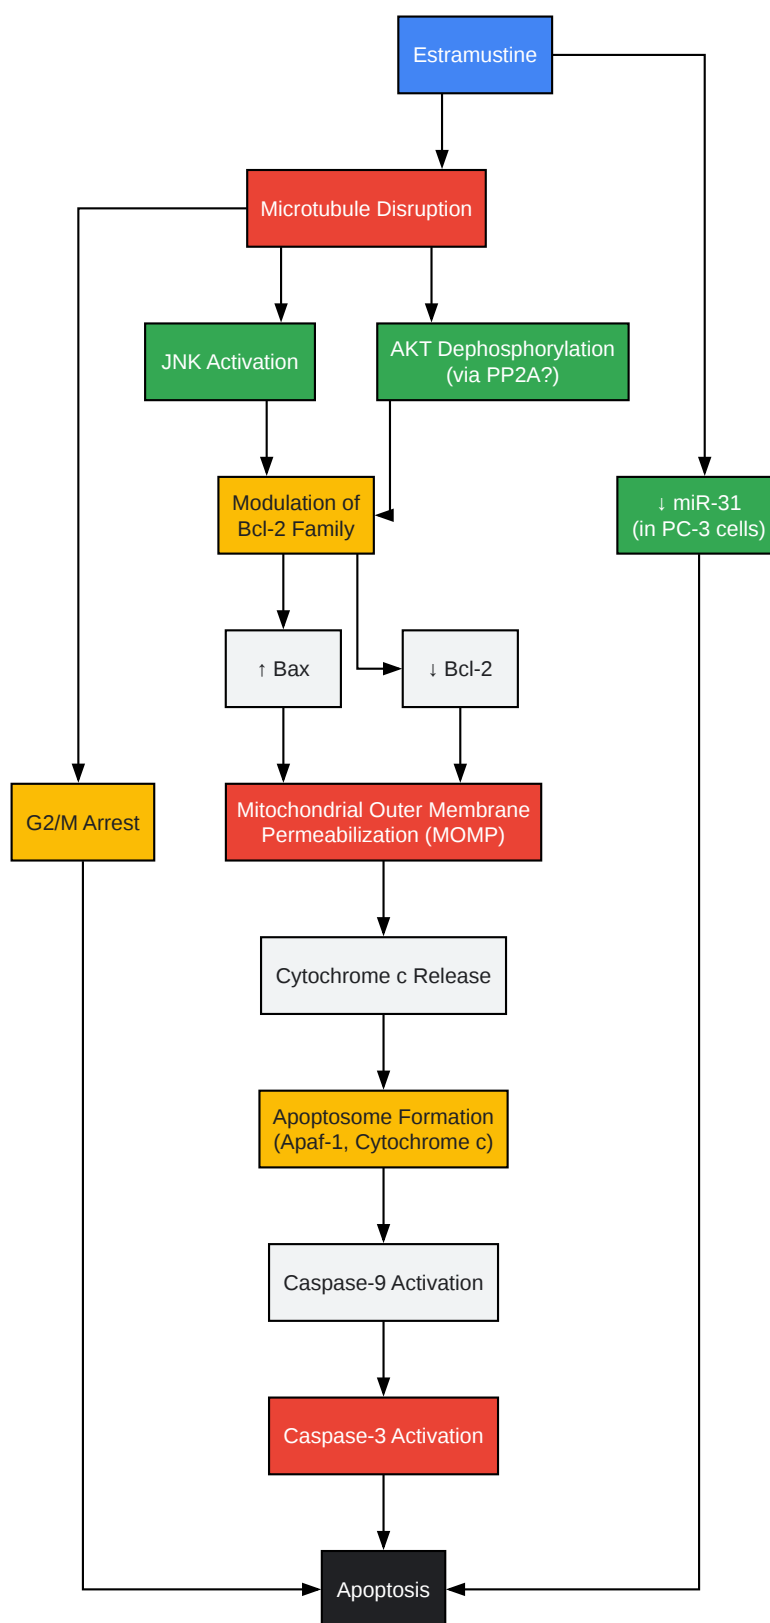 Estramustine
Microtubule Disruption
JNK Activation
AKT Dephosphorylation
(via PP2A?)
Modulation of
Bcl-2 Family
↓ miR-31
(in PC-3 cells)
↑ Bax
↓ Bcl-2
G2/M Arrest
Mitochondrial Outer Membrane
Permeabilization (MOMP)
Cytochrome c Release
Apoptosome Formation
(Apaf-1, Cytochrome c)
Caspase-9 Activation
Caspase-3 Activation
Apoptosis